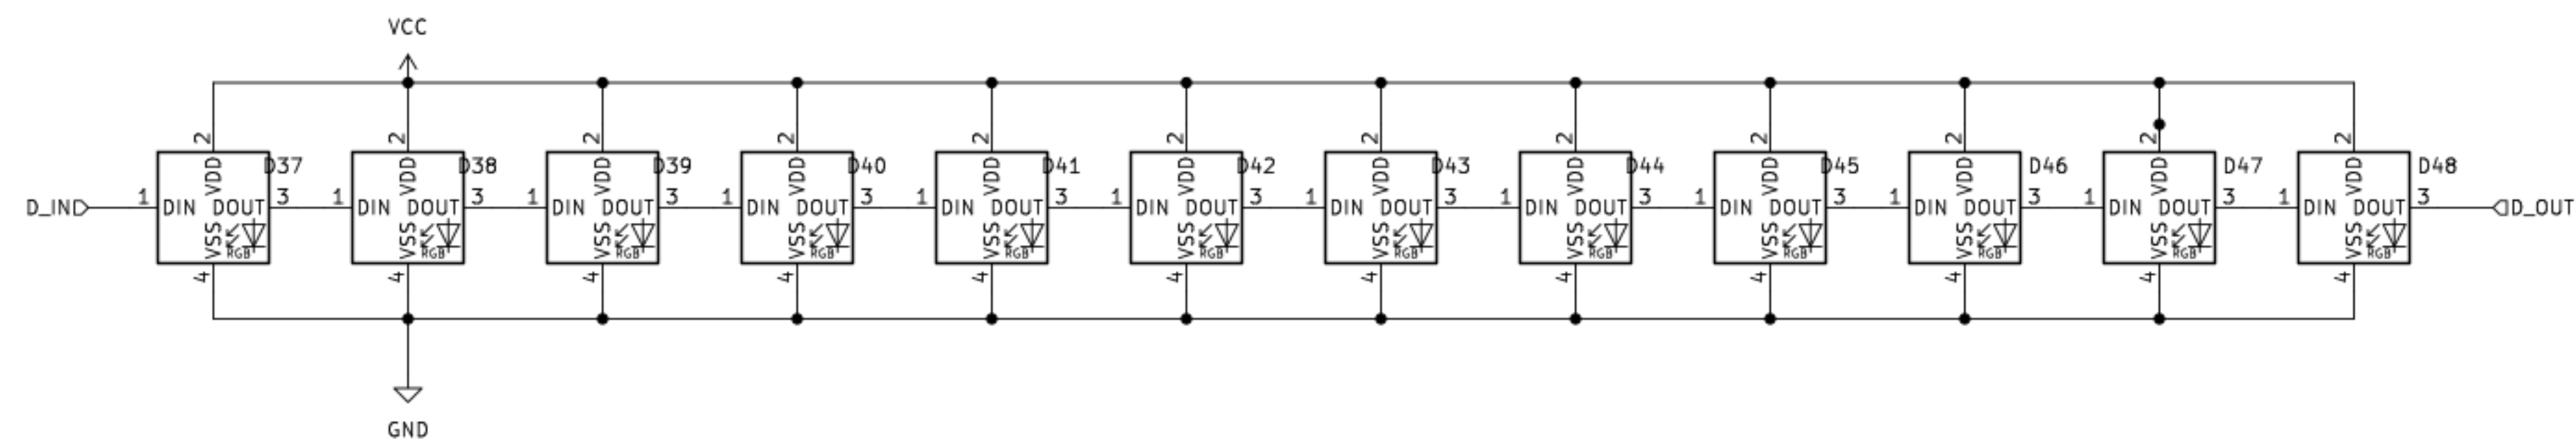 VCC
2 2 2 2 2 2 2 2 2 2 2 2
D37 D38 D39 D40 D41 D42 D43 D44 D45 D46 D47 D48
VDD VDD VDD VDD VDD VDD VDD VDD VDD VDD VDD VDD
D_IN 1 DIN DOUT 3 1 DIN DOUT 3 1 DIN DOUT 3 1 DIN DOUT 3 1 DIN DOUT 3 1 DIN DOUT 3 1 DIN DOUT 3 1 DIN DOUT 3 1 DIN DOUT 3 1 DIN DOUT 3 1 DIN DOUT 3 1 DIN DOUT 3 D_OUT
VSS VSS VSS VSS VSS VSS VSS VSS VSS VSS VSS VSS
RGB RGB RGB RGB RGB RGB RGB RGB RGB RGB RGB RGB
4 4 4 4 4 4 4 4 4 4 4 4
GND